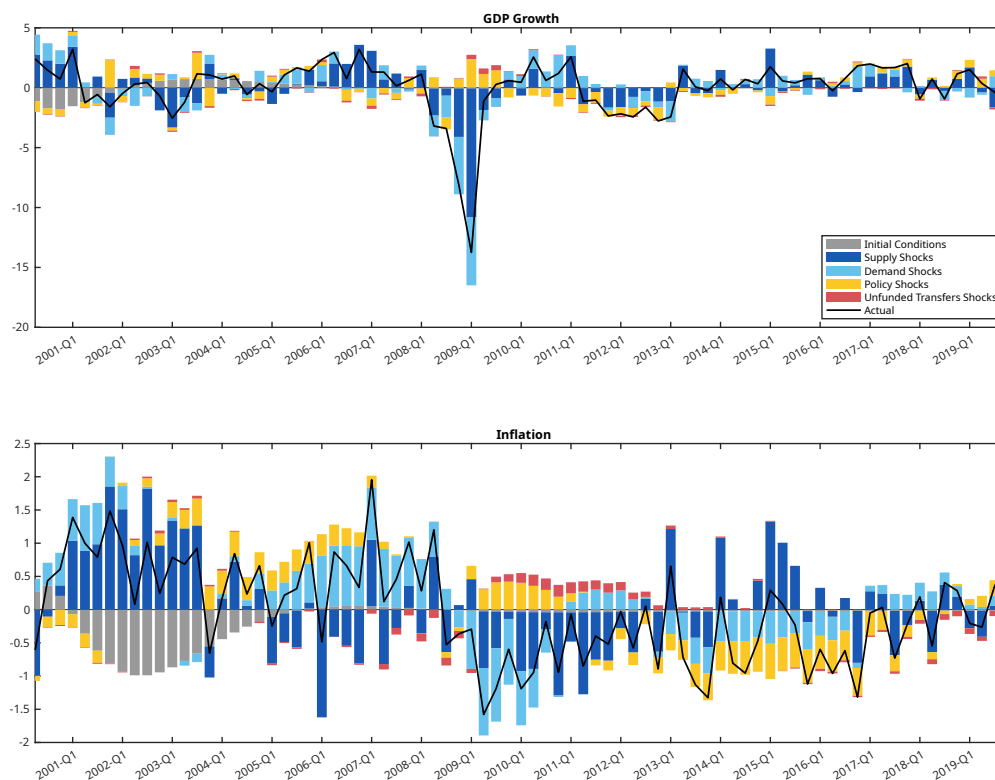 GDP Growth
5
0
-5
-10
-15
-20
Initial Conditions
Supply Shocks
Demand Shocks
Policy Shocks
Unfunded Transfers Shocks
Actual
2001-Q1
2002-Q1
2003-Q1
2004-Q1
2005-Q1
2006-Q1
2007-Q1
2008-Q1
2009-Q1
2010-Q1
2011-Q1
2012-Q1
2013-Q1
2014-Q1
2015-Q1
2016-Q1
2017-Q1
2018-Q1
2019-Q1
Inflation
2.5
2
1.5
1
0.5
0
-0.5
-1
-1.5
-2
2001-Q1
2002-Q1
2003-Q1
2004-Q1
2005-Q1
2006-Q1
2007-Q1
2008-Q1
2009-Q1
2010-Q1
2011-Q1
2012-Q1
2013-Q1
2014-Q1
2015-Q1
2016-Q1
2017-Q1
2018-Q1
2019-Q1